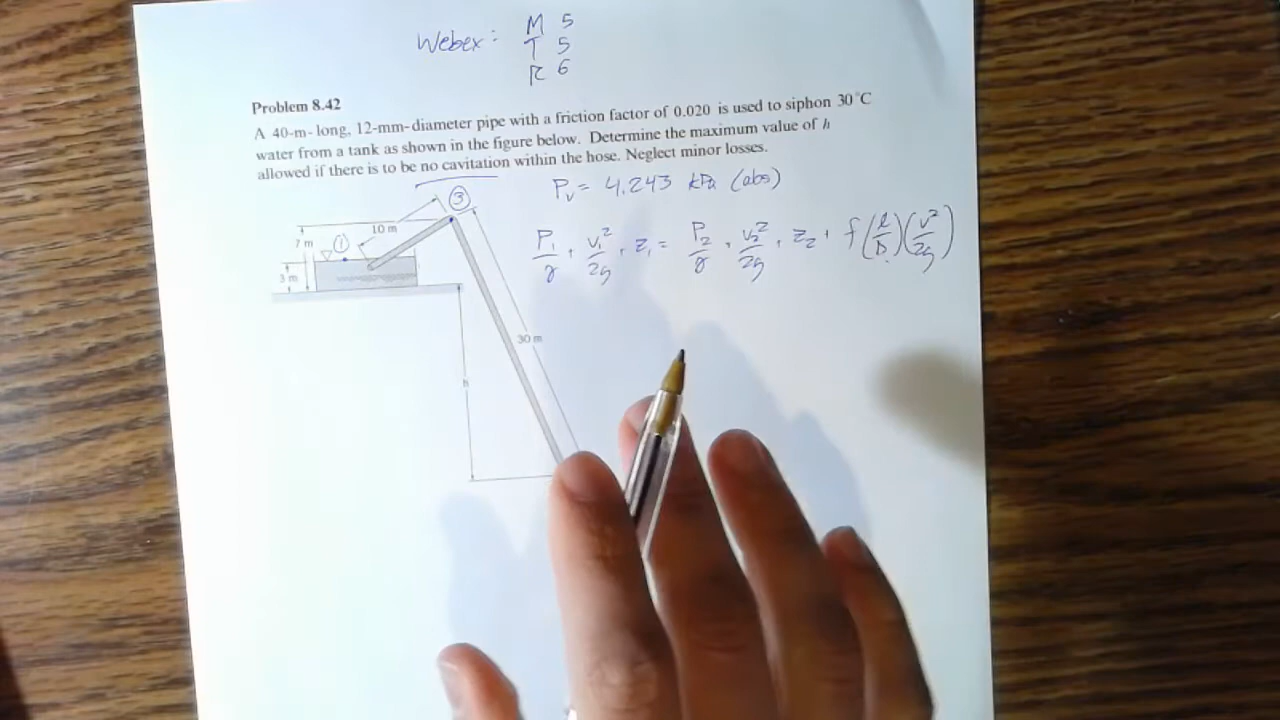 Webex: M 5
T 5
R 6
Problem 8.42
A 40-m- long, 12-mm-diameter pipe with a friction factor of 0.020 is used to siphon 30 °C
water from a tank as shown in the figure below. Determine the maximum value of h
allowed if there is to be no cavitation within the hose. Neglect minor losses.
Pv = 4.243 kPa (abs)
3
10 m
7 m
1
3 m
P1/γ + V1²/2g + Z1 = P2/γ + V2²/2g + Z2 + f(ℓ/D)(V²/2g)
30 m
h